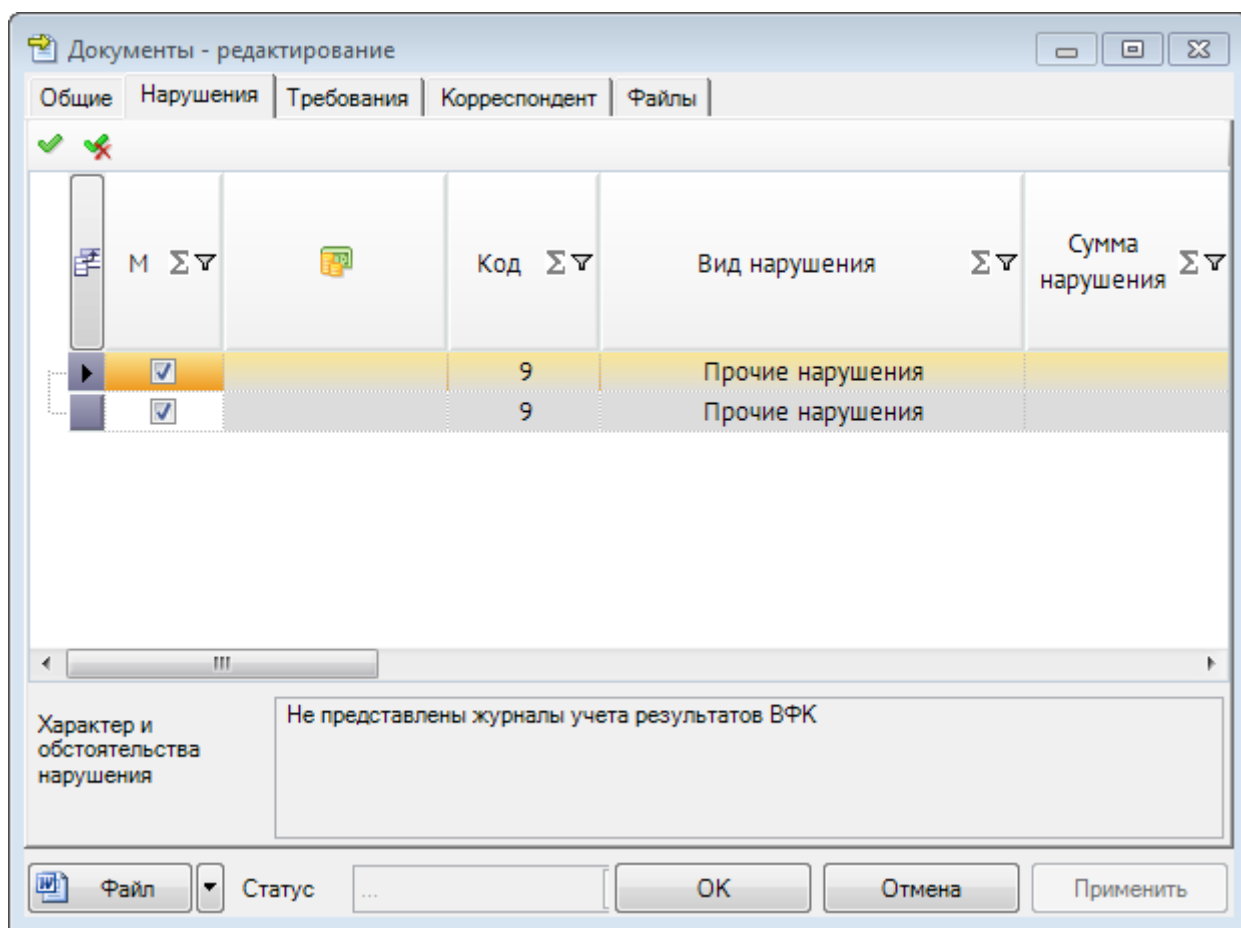 Документы - редактирование
Общие Нарушения Требования Корреспондент Файлы
М Σ Код Σ Вид нарушения Σ Сумма нарушения Σ
9 Прочие нарушения
9 Прочие нарушения
Характер и обстоятельства нарушения
Не представлены журналы учета результатов ВФК
Файл Статус ... ОК Отмена Применить